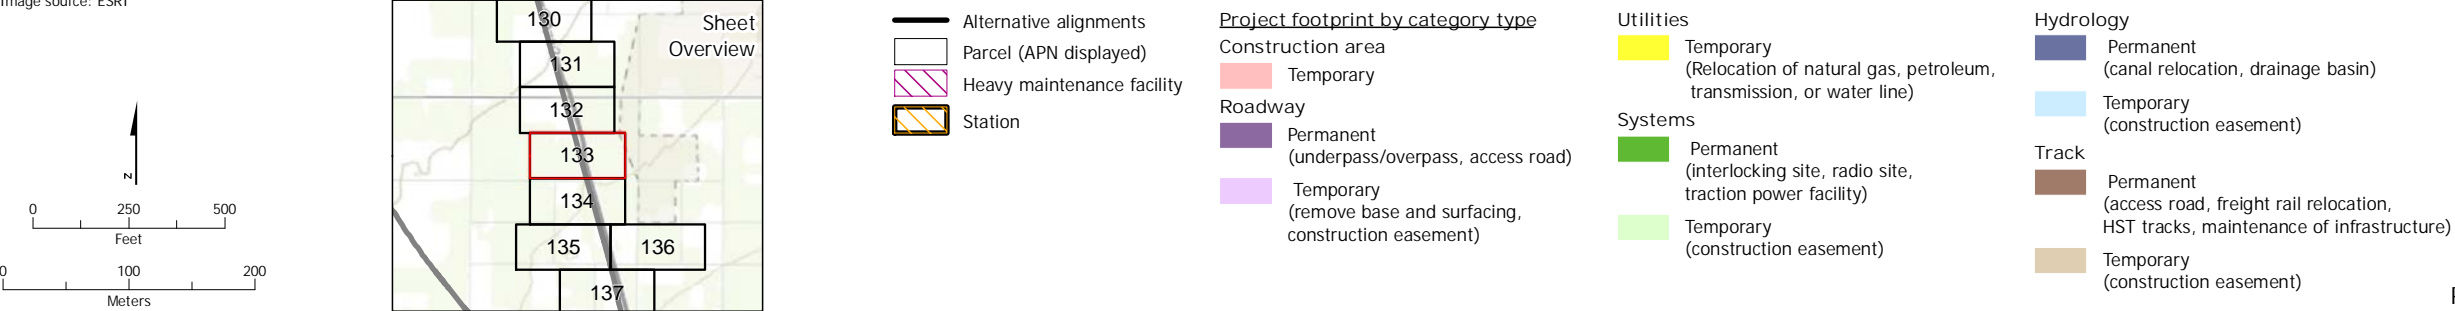 Image source: ESRI
N
0 250 500
Feet
0 100 200
Meters
Sheet
Overview
130
131
132
133
134
135 136
137
Alternative alignments
Parcel (APN displayed)
Heavy maintenance facility
Station
Project footprint by category type
Construction area
Temporary
Roadway
Permanent
(underpass/overpass, access road)
Temporary
(remove base and surfacing,
construction easement)
Utilities
Temporary
(Relocation of natural gas, petroleum,
transmission, or water line)
Systems
Permanent
(interlocking site, radio site,
traction power facility)
Temporary
(construction easement)
Hydrology
Permanent
(canal relocation, drainage basin)
Temporary
(construction easement)
Track
Permanent
(access road, freight rail relocation,
HST tracks, maintenance of infrastructure)
Temporary
(construction easement)